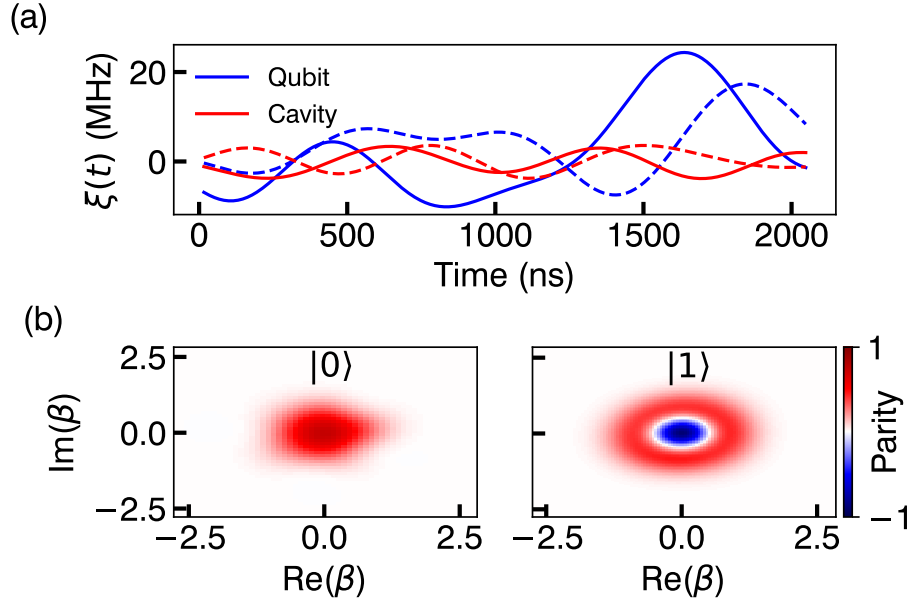 (a)
ξ(t) (MHz)
20
0
Qubit
Cavity
0 500 1000 1500 2000
Time (ns)
(b)
Im(β)
2.5
0.0
−2.5
|0⟩
|1⟩
−2.5 0.0 2.5
−2.5 0.0 2.5
Re(β)
Re(β)
1
−1
Parity